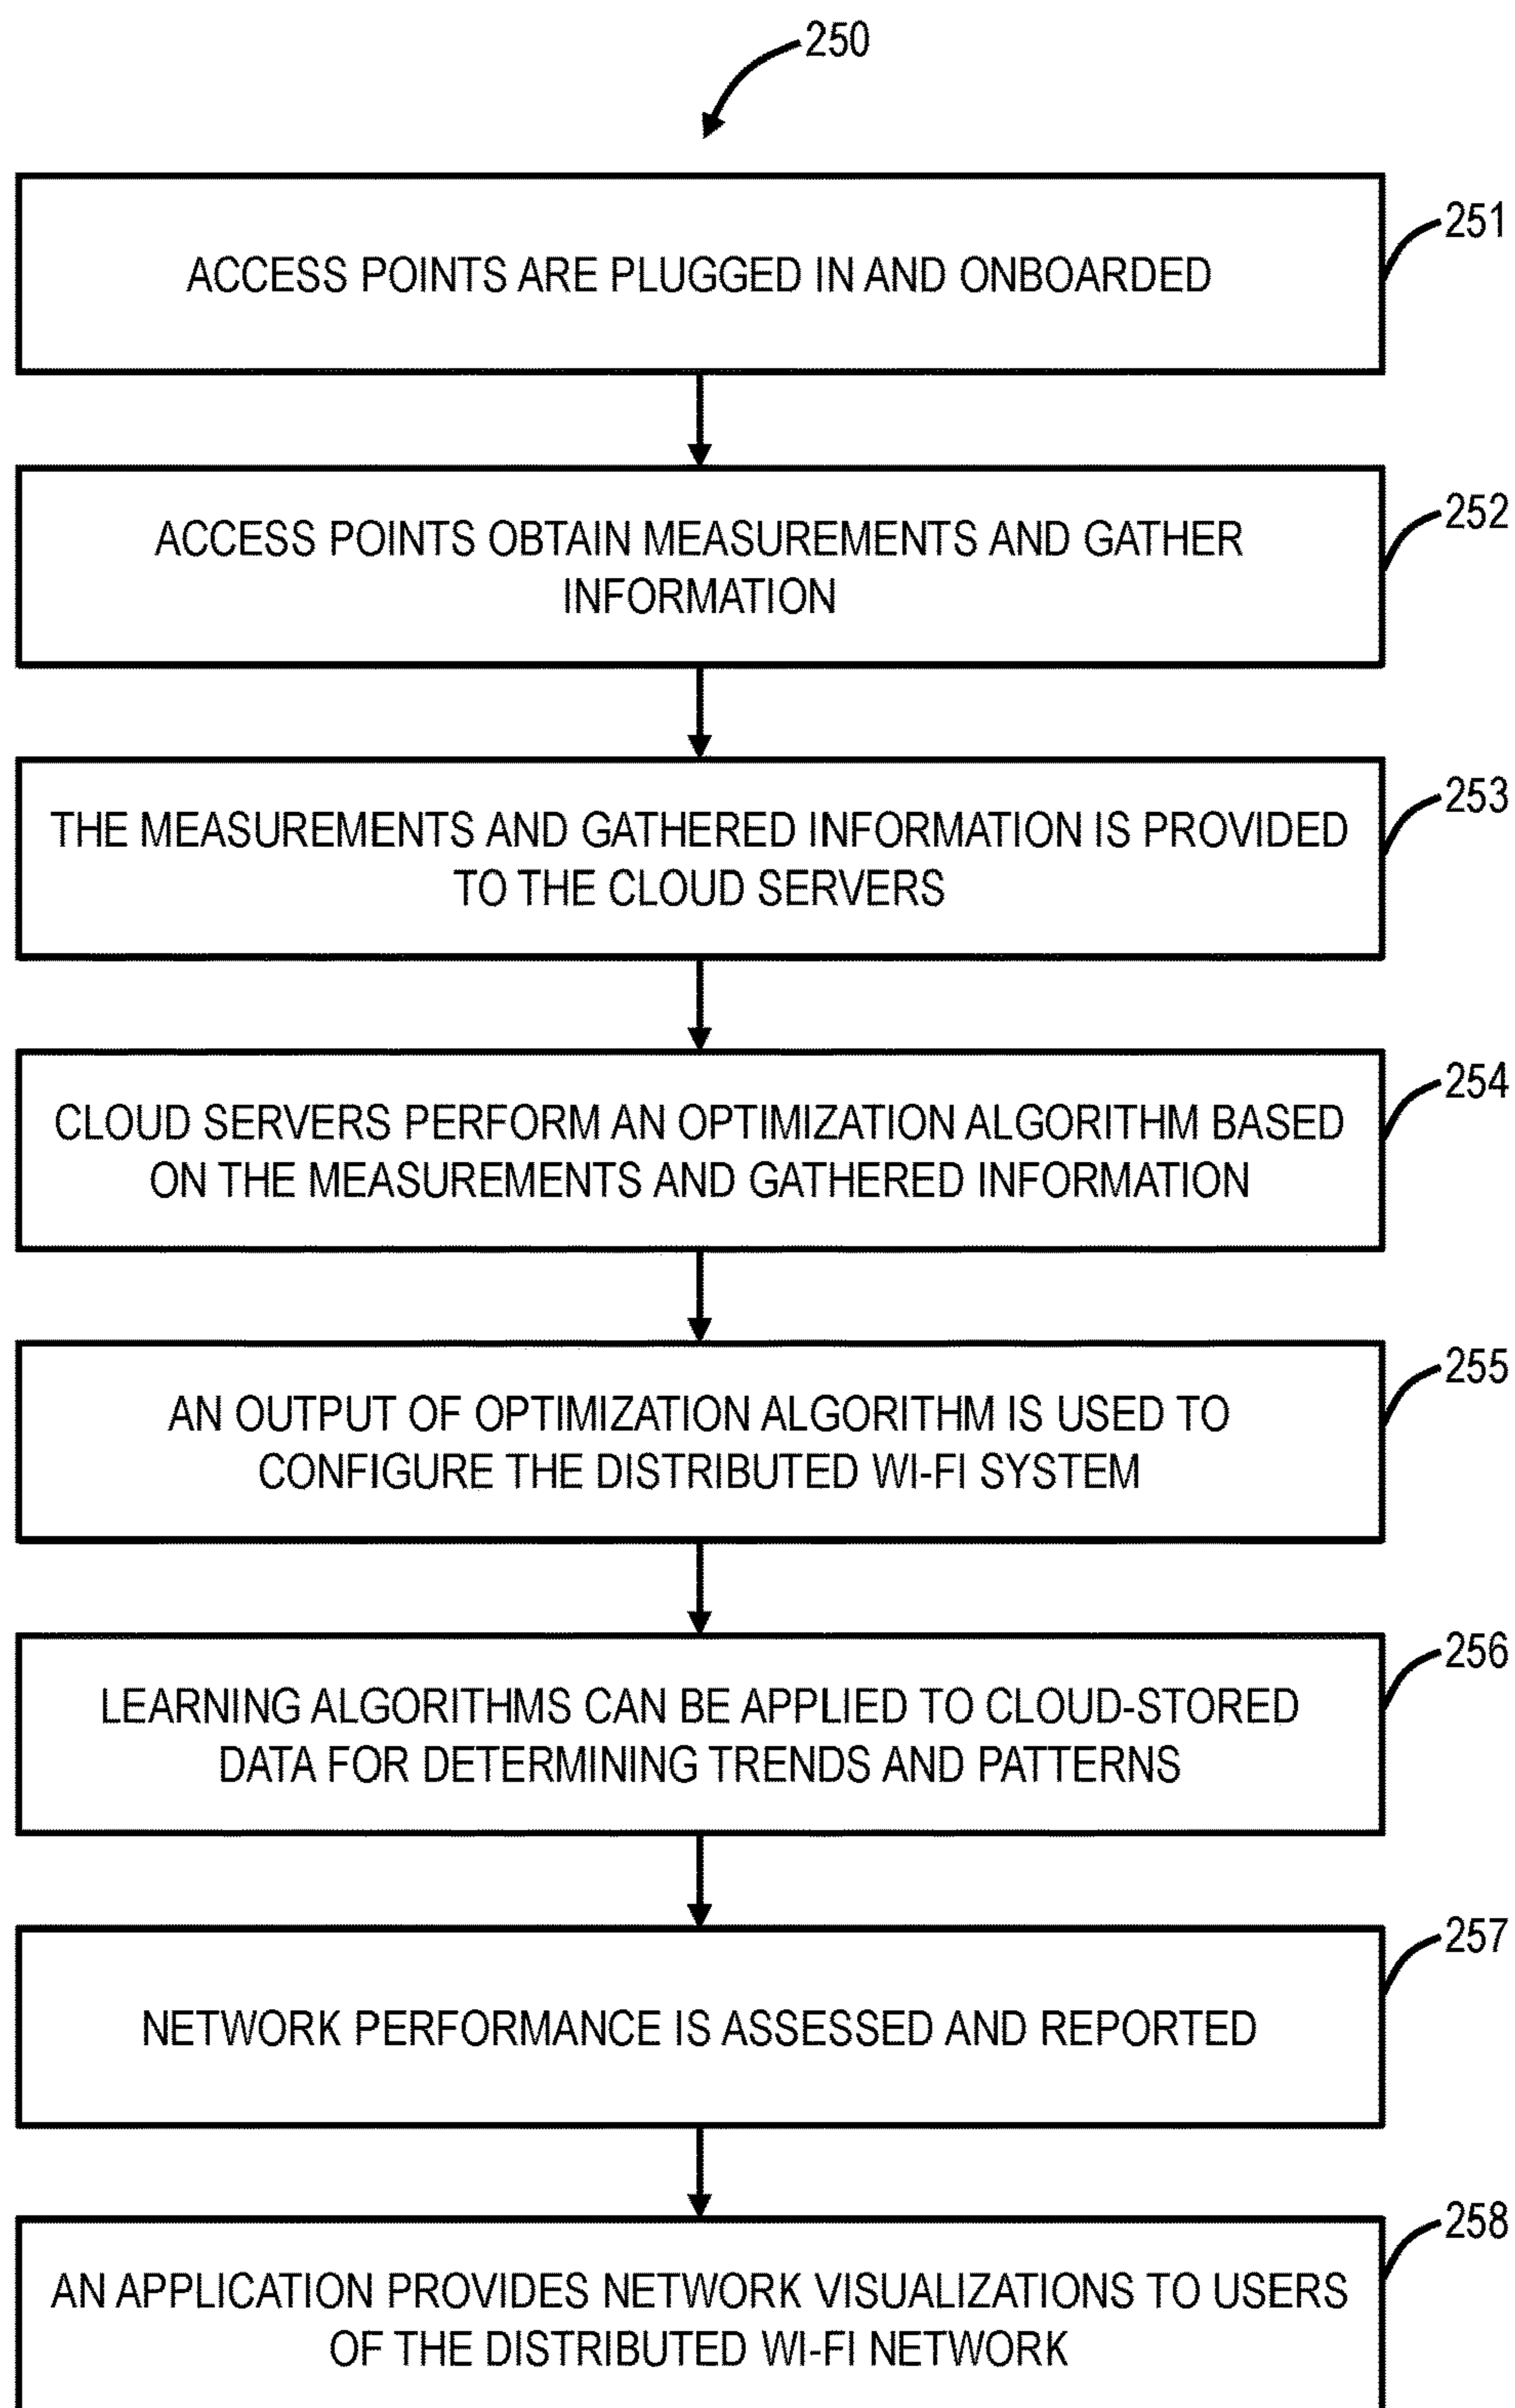 250
251
ACCESS POINTS ARE PLUGGED IN AND ONBOARDED
252
ACCESS POINTS OBTAIN MEASUREMENTS AND GATHER
INFORMATION
253
THE MEASUREMENTS AND GATHERED INFORMATION IS PROVIDED
TO THE CLOUD SERVERS
254
CLOUD SERVERS PERFORM AN OPTIMIZATION ALGORITHM BASED
ON THE MEASUREMENTS AND GATHERED INFORMATION
255
AN OUTPUT OF OPTIMIZATION ALGORITHM IS USED TO
CONFIGURE THE DISTRIBUTED WI-FI SYSTEM
256
LEARNING ALGORITHMS CAN BE APPLIED TO CLOUD-STORED
DATA FOR DETERMINING TRENDS AND PATTERNS
257
NETWORK PERFORMANCE IS ASSESSED AND REPORTED
258
AN APPLICATION PROVIDES NETWORK VISUALIZATIONS TO USERS
OF THE DISTRIBUTED WI-FI NETWORK